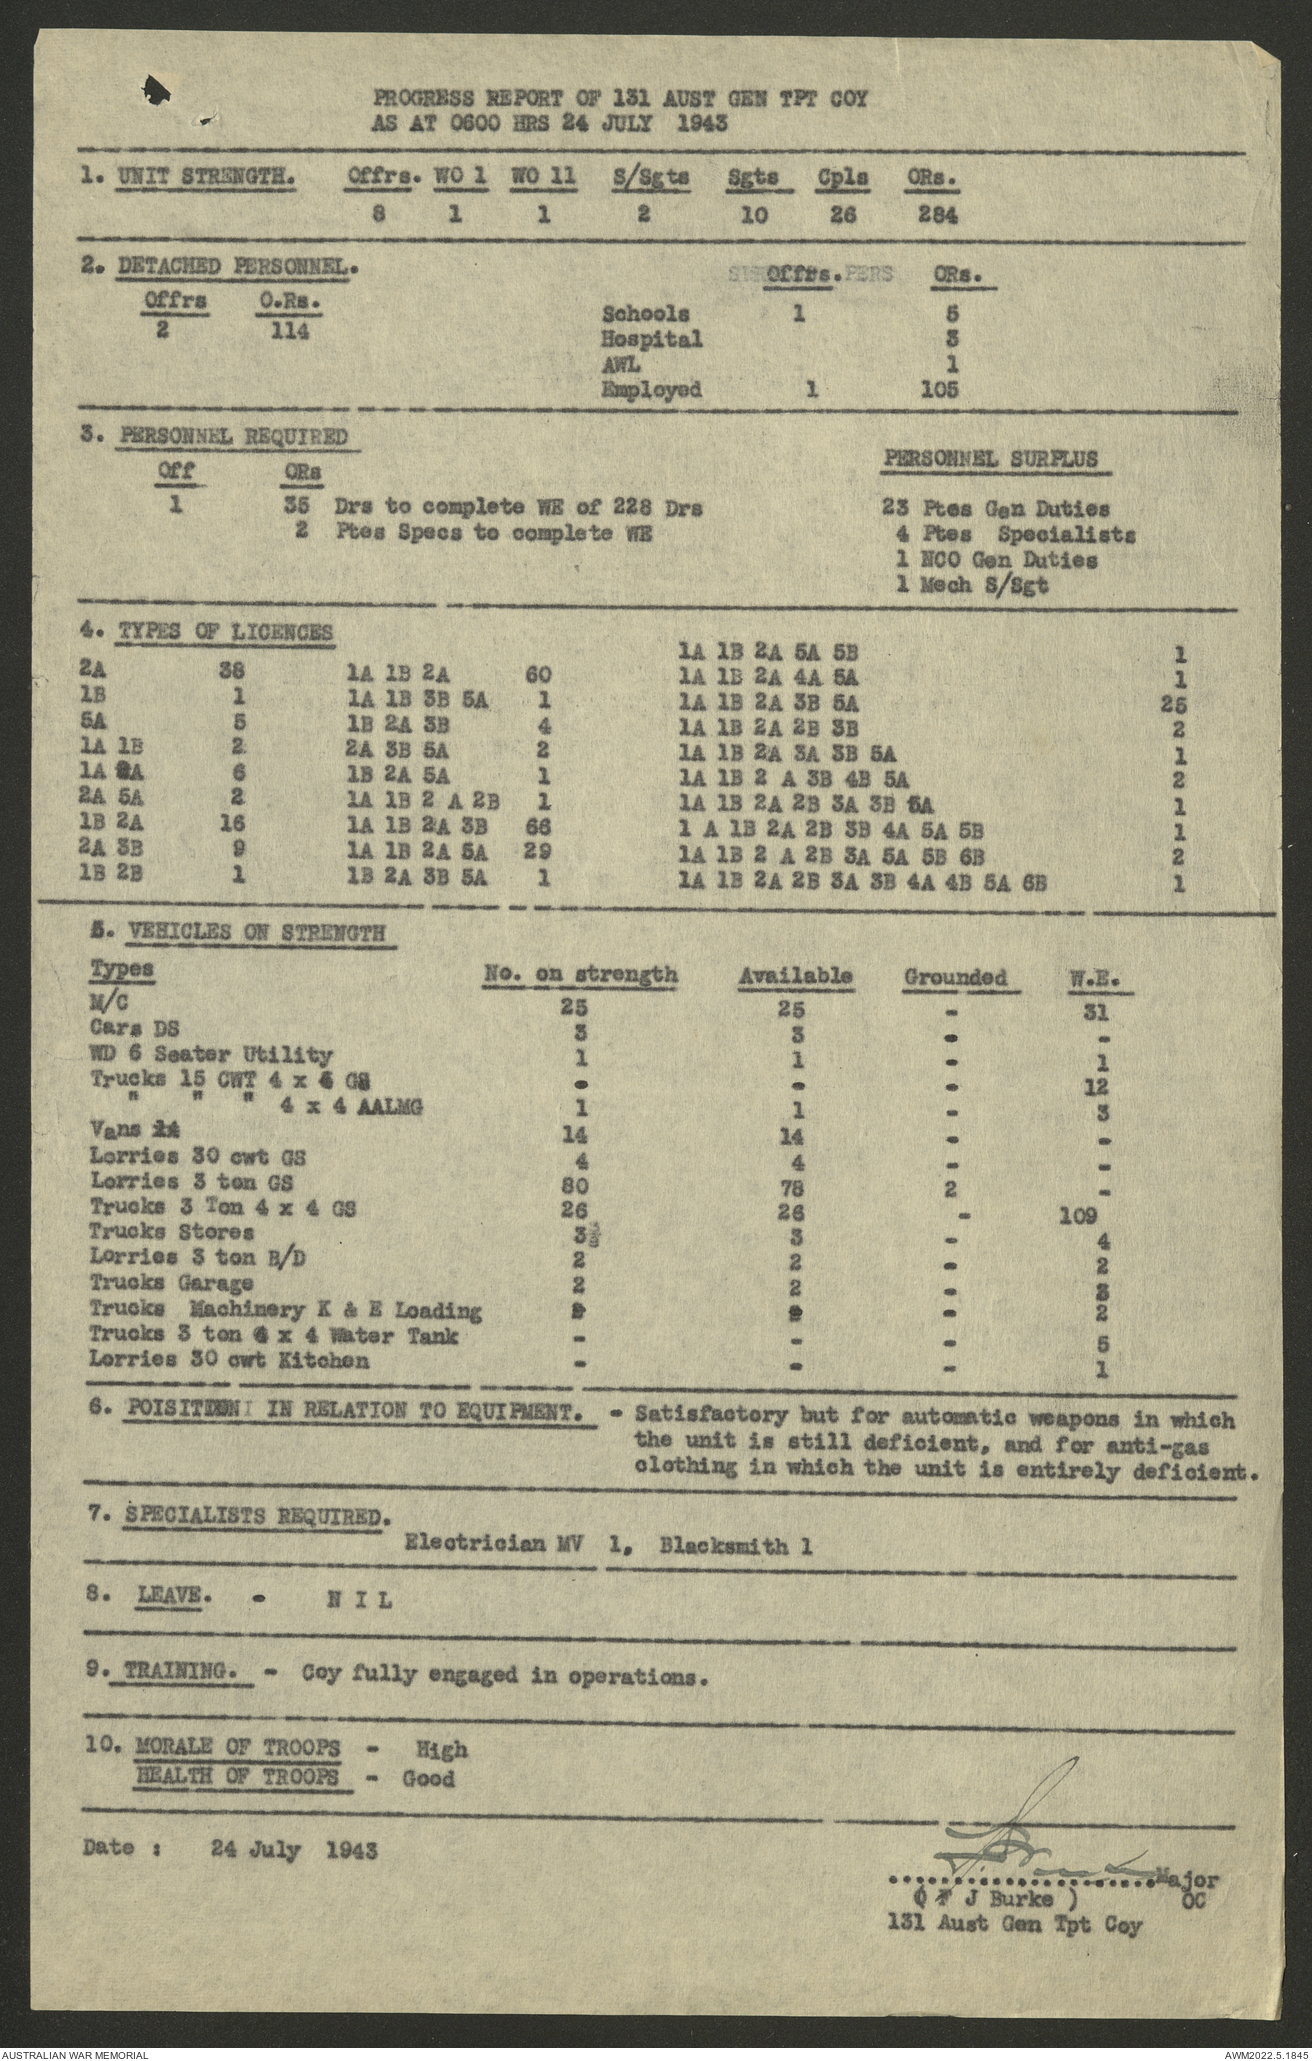 PROGRESS REPORT OF 131 AUST GEN TPT COY
AS AT 0600 HRS 24 JULY 1943
1. UNIT STRENGTH. Offrs. WO 1 WO 11 S/Sgts Sgts Cpls ORs.
8 1 1 2 10 26 284
2. DETACHED PERSONNEL. Offrs. PERS ORs.
Offrs O.Rs.
2 114
Schools 1 5
Hospital 3
AWL 1
Employed 1 105
3. PERSONNEL REQUIRED
PERSONNEL SURPLUS
Off ORs
1 35 Drs to complete WE of 228 Drs 23 Ptes Gen Duties
2 Ptes Specs to complete WE 4 Ptes Specialists
1 NCO Gen Duties
1 Mech S/Sgt
4. TYPES OF LICENCES
1A 1B 2A 5A 5B 1
2A 38 1A 1B 2A 60 1A 1B 2A 4A 5A 1
1B 1 1A 1B 3B 5A 1 1A 1B 2A 3B 5A 25
5A 5 1B 2A 3B 4 1A 1B 2A 2B 3B 2
1A 1B 2 2A 3B 5A 2 1A 1B 2A 3A 3B 5A 1
1A 2A 6 1B 2A 5A 1 1A 1B 2 A 3B 4B 5A 2
2A 5A 2 1A 1B 2 A 2B 1 1A 1B 2A 2B 3A 3B 5A 1
1B 2A 16 1A 1B 2A 3B 66 1 A 1B 2A 2B 3B 4A 5A 5B 1
2A 3B 9 1A 1B 2A 5A 29 1A 1B 2 A 2B 3A 5A 5B 6B 2
1B 2B 1 1B 2A 3B 5A 1 1A 1B 2A 2B 3A 3B 4A 4B 5A 6B 1
5. VEHICLES ON STRENGTH
Types No. on strength Available Grounded W.E.
M/C 25 25 - 31
Cars DS 3 3 - -
WD 6 Seater Utility 1 1 - 1
Trucks 15 CWT 4 x 4 GS - - - 12
" " " 4 x 4 AALMG 1 1 - 3
Vans 14 14 - -
Lorries 30 cwt GS 4 4 - -
Lorries 3 ton GS 80 78 2 -
Trucks 3 Ton 4 x 4 GS 26 26 - 109
Trucks Stores 3 3 - 4
Lorries 3 ton B/D 2 2 - 2
Trucks Garage 2 2 - 3
Trucks Machinery K & E Loading - 2
Trucks 3 ton 4 x 4 Water Tank - - - 5
Lorries 30 cwt Kitchen - - - 1
6. POISITION IN RELATION TO EQUIPMENT. - Satisfactory but for automatic weapons in which
the unit is still deficient, and for anti-gas
clothing in which the unit is entirely deficient.
7. SPECIALISTS REQUIRED.
Electrician MV 1, Blacksmith 1
8. LEAVE. - N I L
9. TRAINING. - Coy fully engaged in operations.
10. MORALE OF TROOPS - High
HEALTH OF TROOPS - Good
Date : 24 July 1943
....................Major
( F J Burke ) OC
131 Aust Gen Tpt Coy
AUSTRALIAN WAR MEMORIAL AWM2022.5.1845